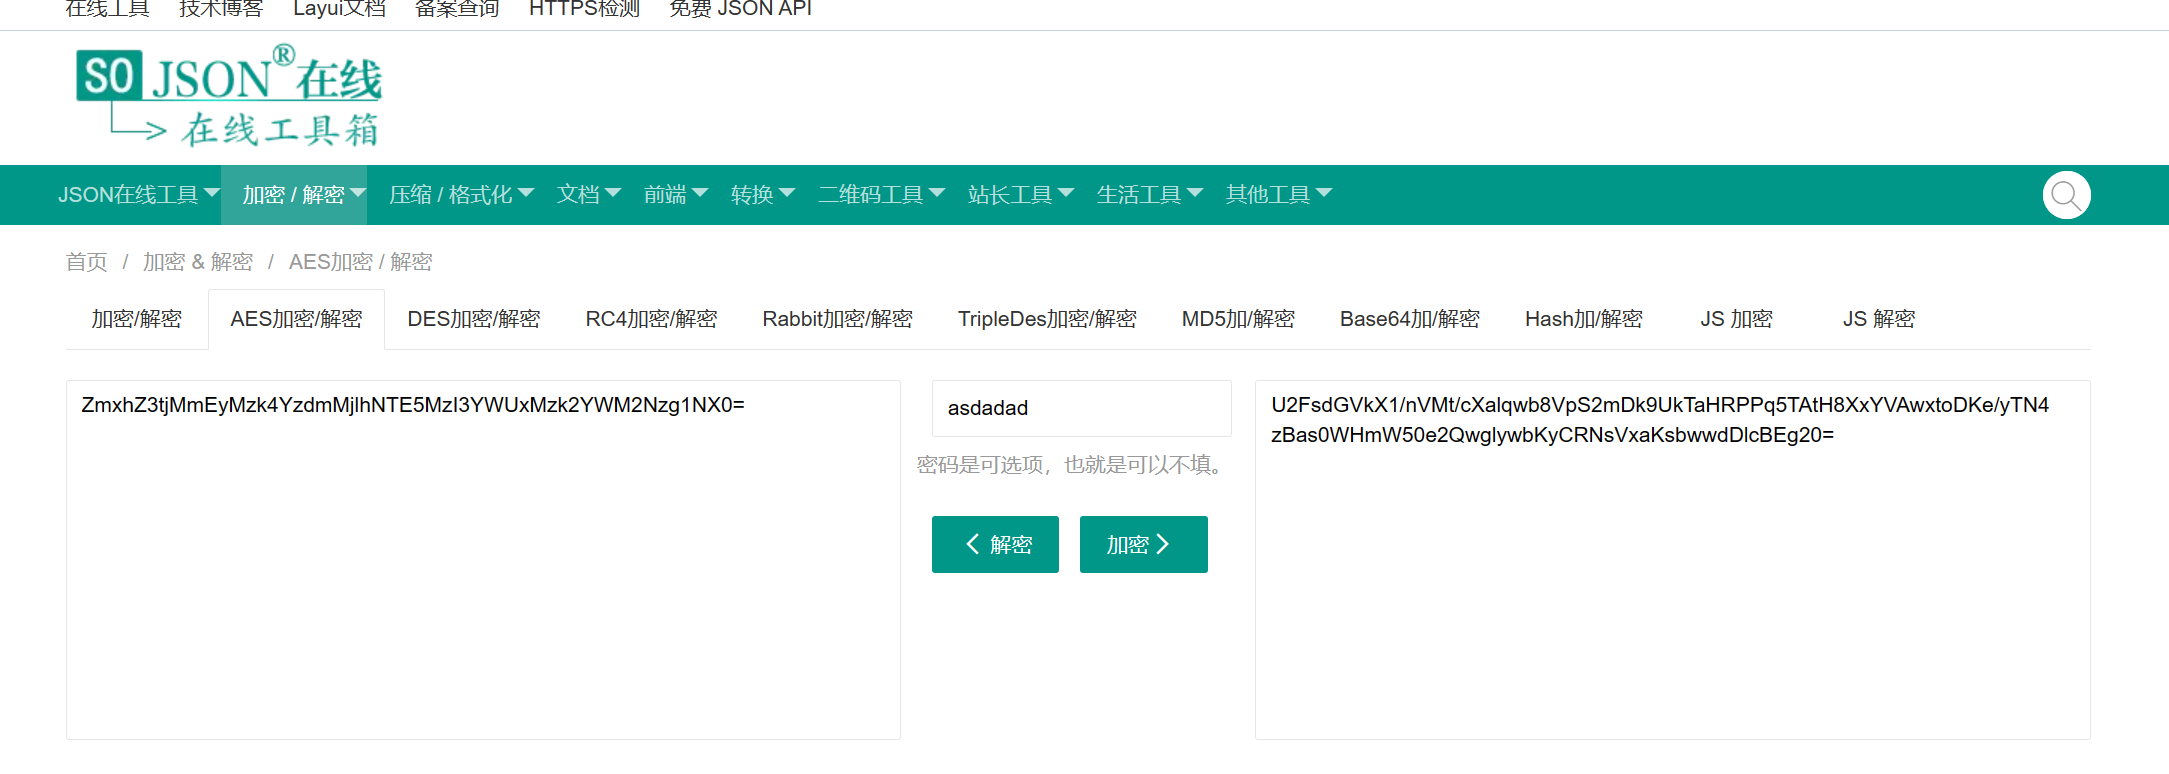 在线工具 技术博客 Layui文档 备案查询 HTTPS检测 免费 JSON API
SO JSON®在线
在线工具箱
JSON在线工具 加密 / 解密 压缩 / 格式化 文档 前端 转换 二维码工具 站长工具 生活工具 其他工具
首页 / 加密 & 解密 / AES加密 / 解密
加密/解密 AES加密/解密 DES加密/解密 RC4加密/解密 Rabbit加密/解密 TripleDes加密/解密 MD5加/解密 Base64加/解密 Hash加/解密 JS 加密 JS 解密
ZmxhZ3tjMmEyMzk4YzdmMjlhNTE5MzI3YWUxMzk2YWM2Nzg1NX0=
asdadad
密码是可选项，也就是可以不填。
解密 加密
U2FsdGVkX1/nVMt/cXalqwb8VpS2mDk9UkTaHRPPq5TAtH8XxYVAwxtoDKe/yTN4
zBas0WHmW50e2QwglywbKyCRNsVxaKsbwwdDlcBEg20=